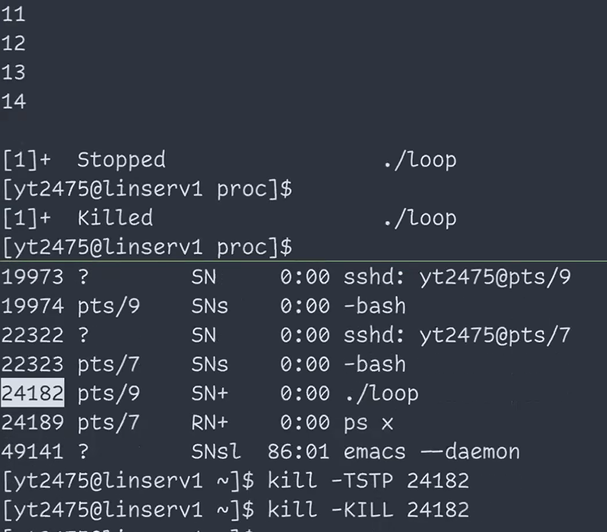 11
12
13
14
[1]+  Stopped                 ./loop
[yt2475@linserv1 proc]$
[1]+  Killed                  ./loop
[yt2475@linserv1 proc]$
19973 ?        SN     0:00 sshd: yt2475@pts/9
19974 pts/9    SNs    0:00 -bash
22322 ?        SN     0:00 sshd: yt2475@pts/7
22323 pts/7    SNs    0:00 -bash
24182 pts/9    SN+    0:00 ./loop
24189 pts/7    RN+    0:00 ps x
49141 ?        SNsl  86:01 emacs --daemon
[yt2475@linserv1 ~]$ kill -TSTP 24182
[yt2475@linserv1 ~]$ kill -KILL 24182
[yt2475@linserv1 ~]$